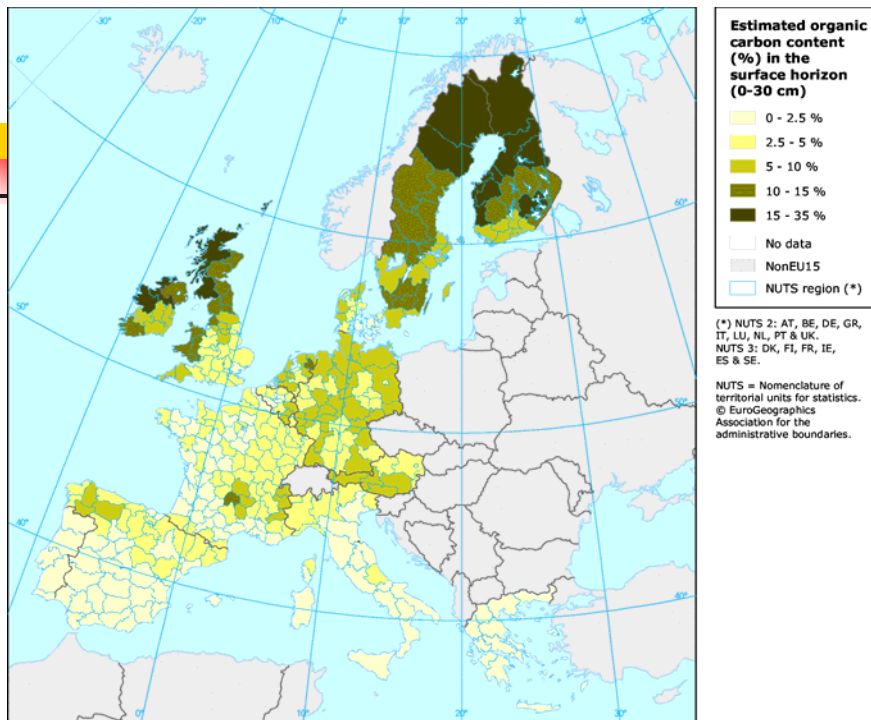 -30°
-20°
-10°
0°
10°
20°
30°
40°
50°
60°
60°
50°
60°
50°
40°
40°
0°
10°
20°
30°
Estimated organic
carbon content
(%) in the
surface horizon
(0-30 cm)
0 - 2.5 %
2.5 - 5 %
5 - 10 %
10 - 15 %
15 - 35 %
No data
NonEU15
NUTS region (*)
(*) NUTS 2: AT, BE, DE, GR,
IT, LU, NL, PT & UK.
NUTS 3: DK, FI, FR, IE,
ES & SE.
NUTS = Nomenclature of
territorial units for statistics.
© EuroGeographics
Association for the
administrative boundaries.